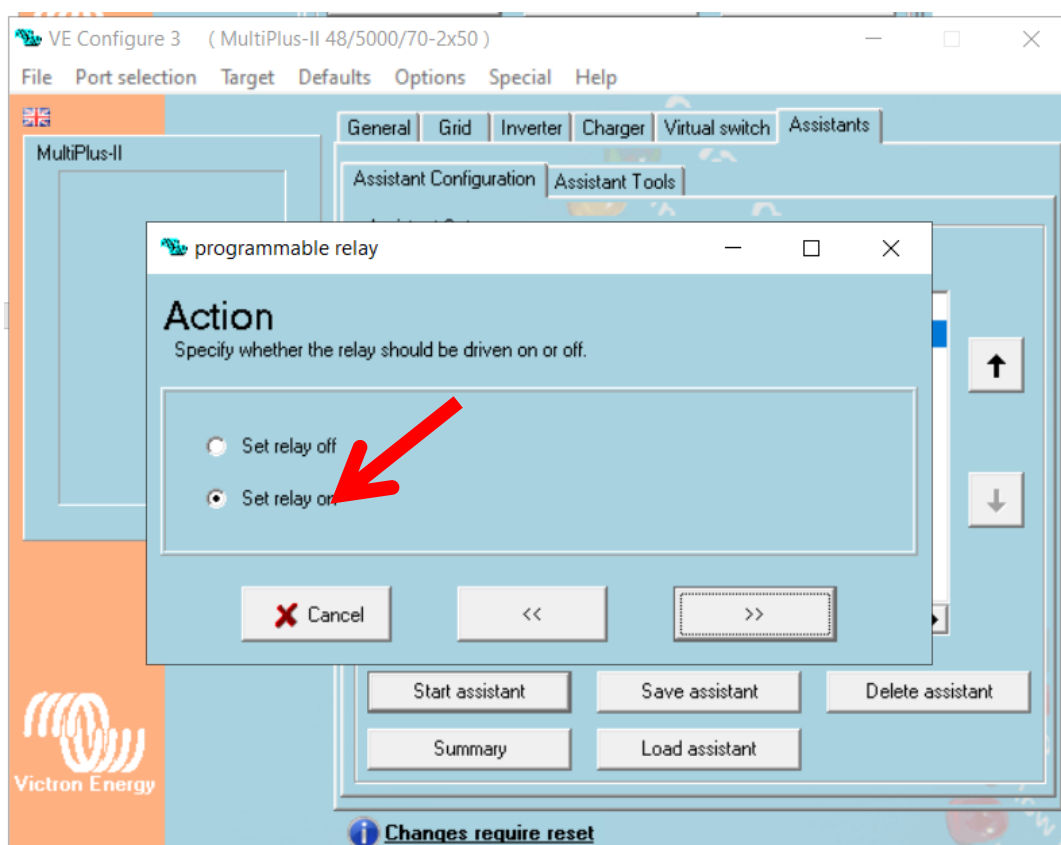 VE Configure 3 ( MultiPlus-II 48/5000/70-2x50 )
File Port selection Target Defaults Options Special Help
General Grid Inverter Charger Virtual switch Assistants
MultiPlus-II
Assistant Configuration Assistant Tools
programmable relay
Action
Specify whether the relay should be driven on or off.
Set relay off
Set relay on
Cancel << >>
Start assistant Save assistant Delete assistant
Summary Load assistant
Victron Energy
Changes require reset